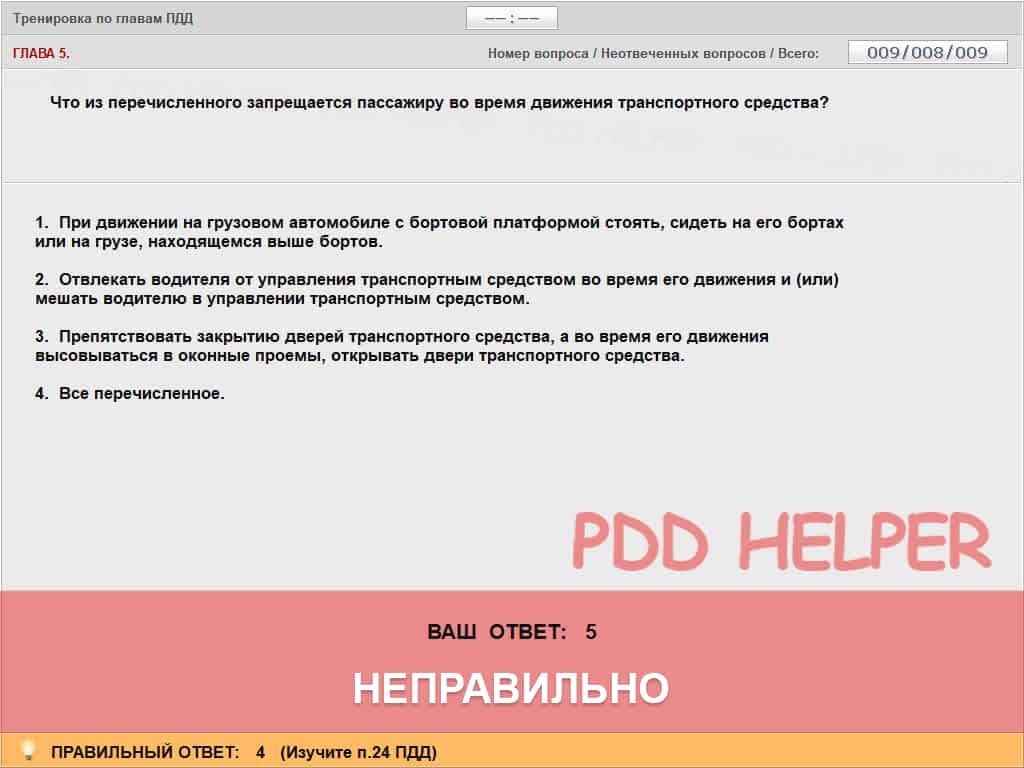 Тренировка по главам ПДД
–– : ––
ГЛАВА 5.
Номер вопроса / Неотвеченных вопросов / Всего:
009/008/009
Что из перечисленного запрещается пассажиру во время движения транспортного средства?
1. При движении на грузовом автомобиле с бортовой платформой стоять, сидеть на его бортах
или на грузе, находящемся выше бортов.
2. Отвлекать водителя от управления транспортным средством во время его движения и (или)
мешать водителю в управлении транспортным средством.
3. Препятствовать закрытию дверей транспортного средства, а во время его движения
высовываться в оконные проемы, открывать двери транспортного средства.
4. Все перечисленное.
PDD HELPER
ВАШ ОТВЕТ: 5
НЕПРАВИЛЬНО
ПРАВИЛЬНЫЙ ОТВЕТ: 4 (Изучите п.24 ПДД)